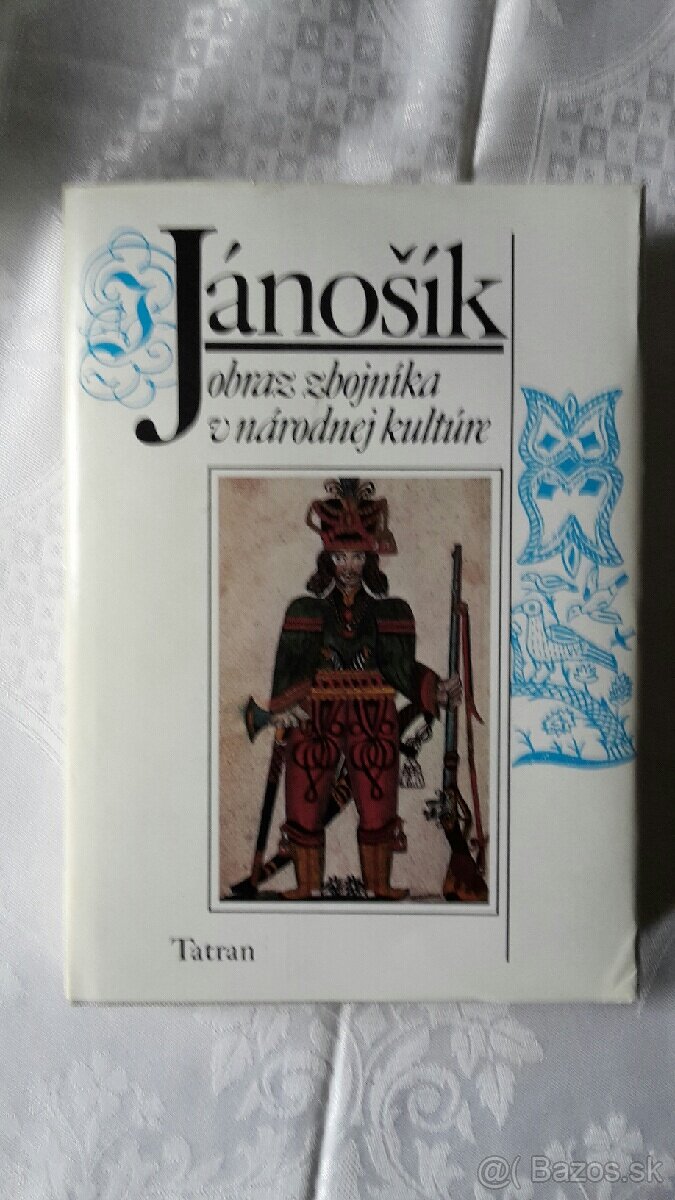 Jánošík
obraz zbojníka
v národnej kultúre
Tatran
@( Bazos.sk